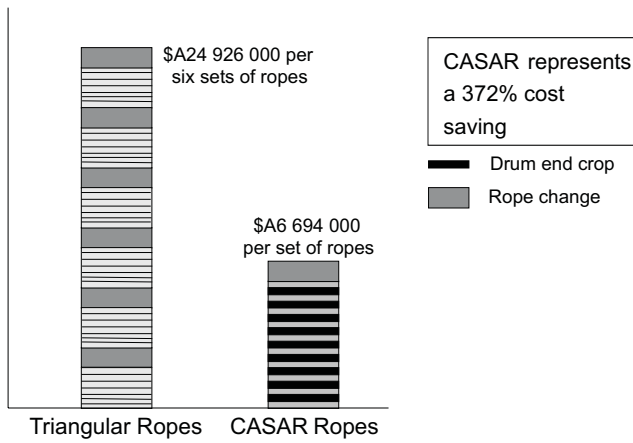 $A24 926 000 per
six sets of ropes
CASAR represents
a 372% cost
saving
Drum end crop
Rope change
$A6 694 000
per set of ropes
Triangular Ropes
CASAR Ropes